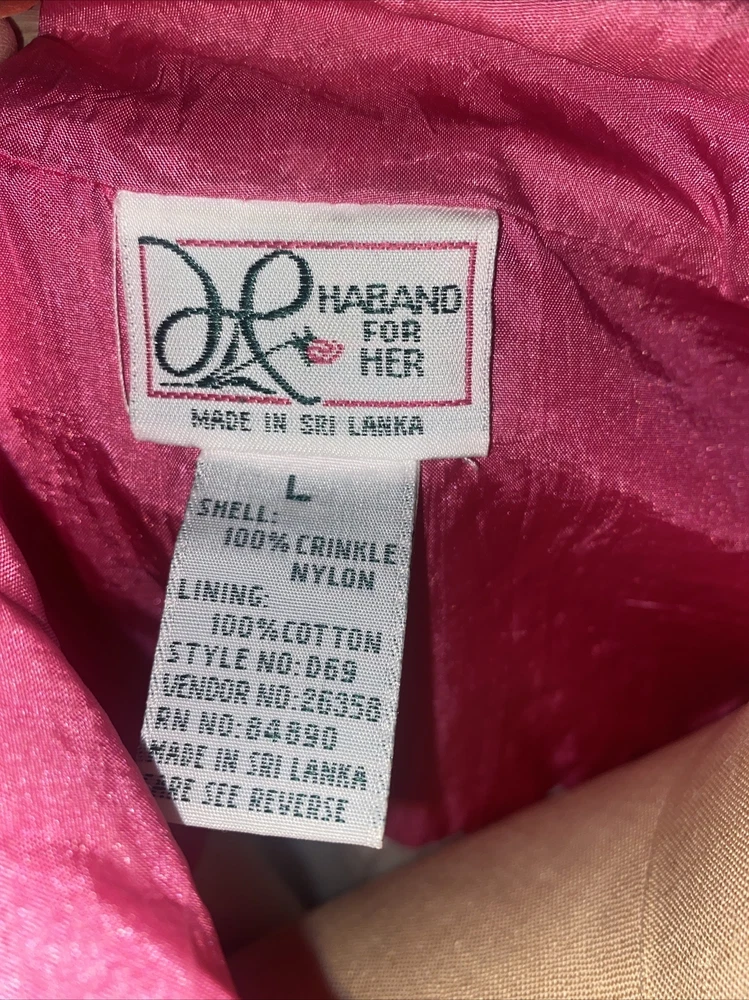 HABAND
FOR
HER
MADE IN SRI LANKA
L
SHELL:
100% CRINKLE
NYLON
LINING:
100% COTTON
STYLE NO: D69
VENDOR NO: 26356
RN NO: 84890
MADE IN SRI LANKA
CARE SEE REVERSE